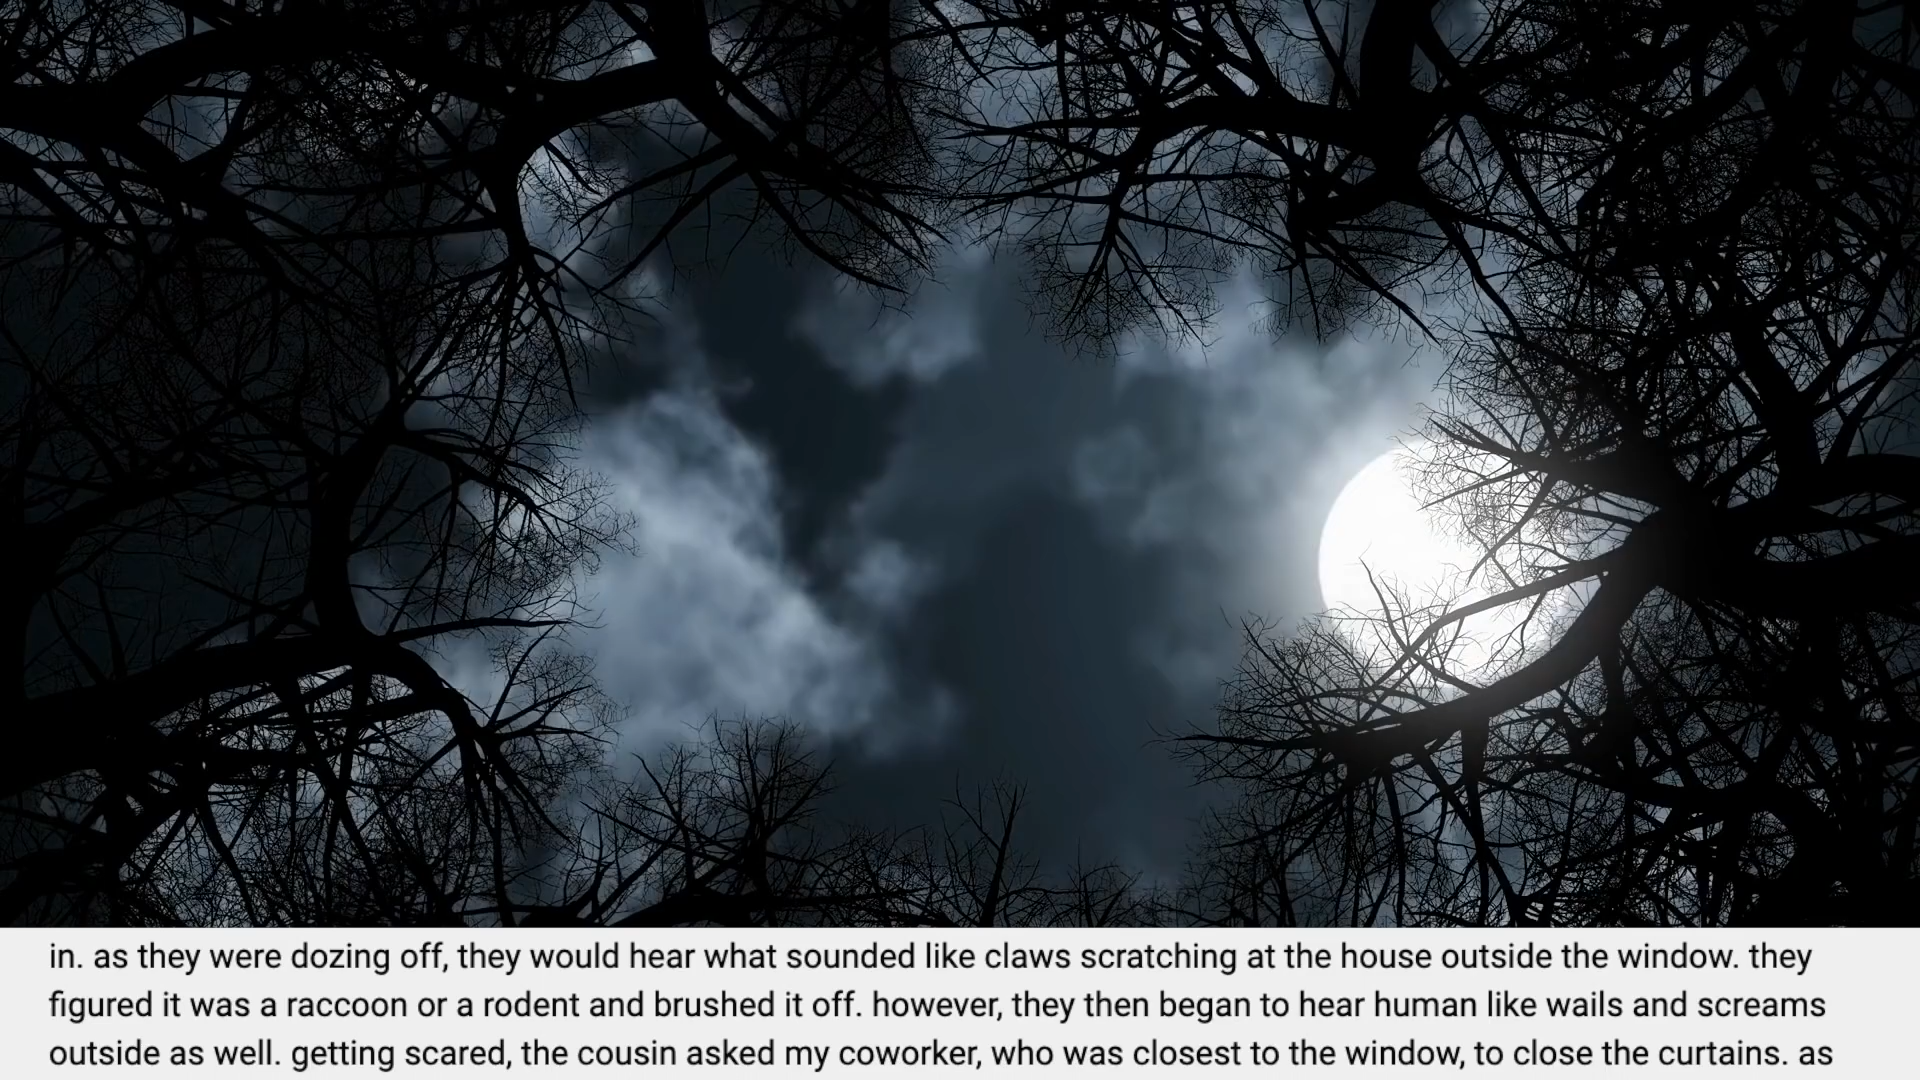 in. as they were dozing off, they would hear what sounded like claws scratching at the house outside the window. they
figured it was a raccoon or a rodent and brushed it off. however, they then began to hear human like wails and screams
outside as well. getting scared, the cousin asked my coworker, who was closest to the window, to close the curtains. as